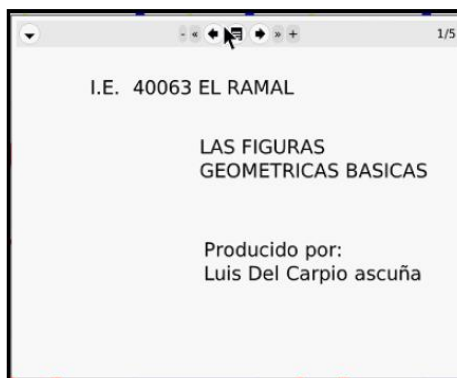 - « » + 1/5
I.E. 40063 EL RAMAL
LAS FIGURAS
GEOMETRICAS BASICAS
Producido por:
Luis Del Carpio ascuña